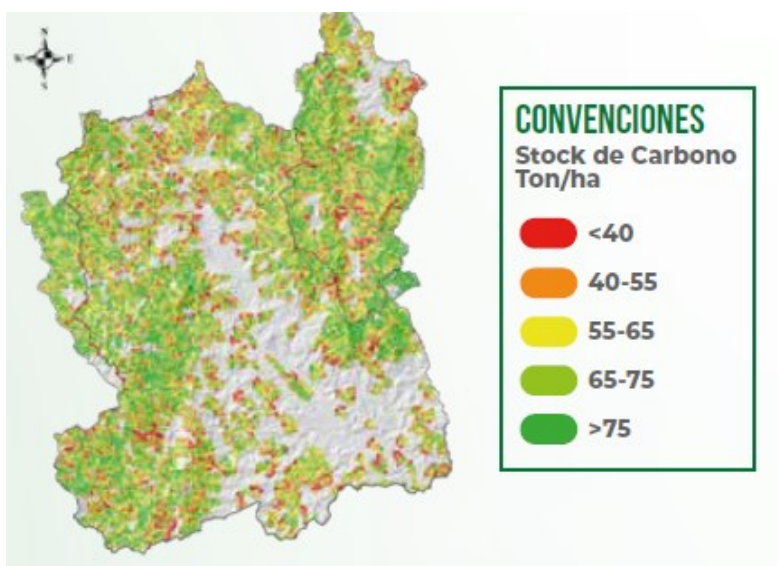 N
CONVENCIONES
Stock de Carbono
Ton/ha
<40
40-55
55-65
65-75
>75